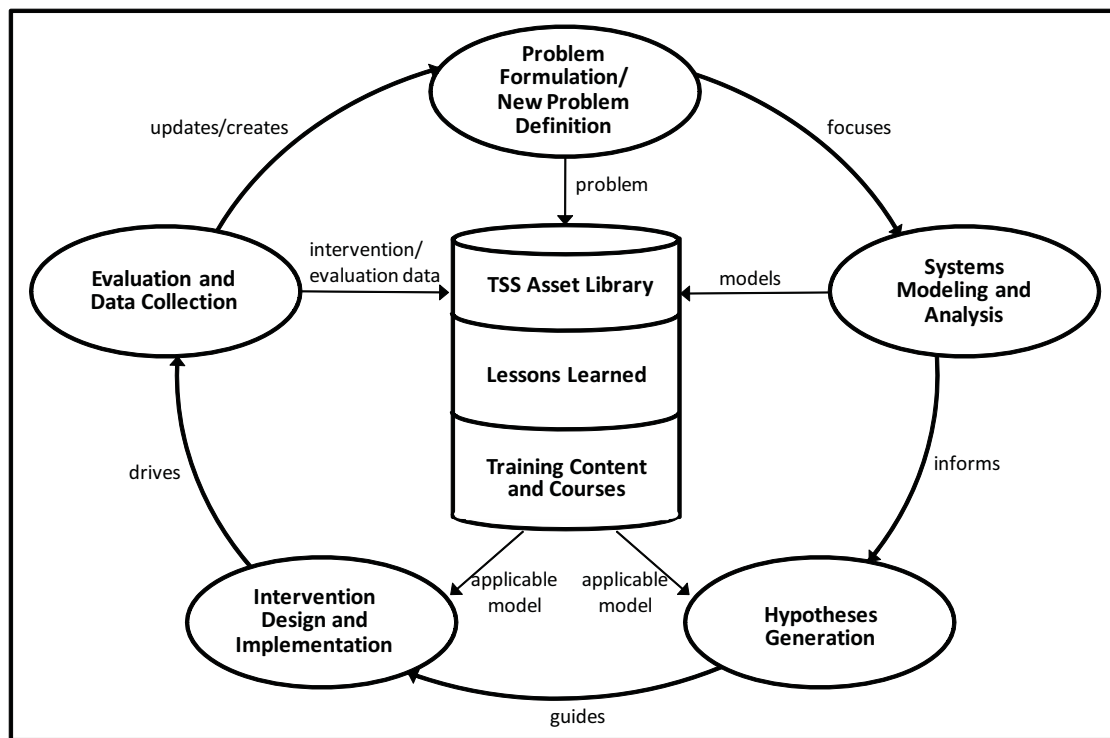 Problem
Formulation/
New Problem
Definition
updates/creates
focuses
problem
intervention/
evaluation data
Evaluation and
Data Collection
TSS Asset Library
models
Systems
Modeling and
Analysis
Lessons Learned
drives
informs
Training Content
and Courses
applicable
model
applicable
model
Intervention
Design and
Implementation
Hypotheses
Generation
guides